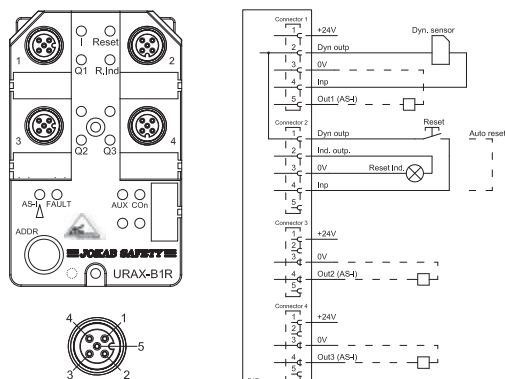 1
I
Reset
Q1
R.Ind
2
3
Q2
Q3
4
AS-I
FAULT
AUX
COn
ADDR
JOKAB SAFETY
URAX-B1R
4
1
5
3
2
Connector 1
1 +24V
Dyn. sensor
2 Dyn outp
3 0V
4 Inp
5 Out1 (AS-I)
Connector 2
Reset
Auto reset
1 Dyn outp
2 Ind. outp.
3 0V
Reset Ind.
4 Inp
5
Connector 3
1 +24V
2
3 0V
4 Out2 (AS-I)
5
Connector 4
1 +24V
2
3 0V
4 Out3 (AS-I)
5